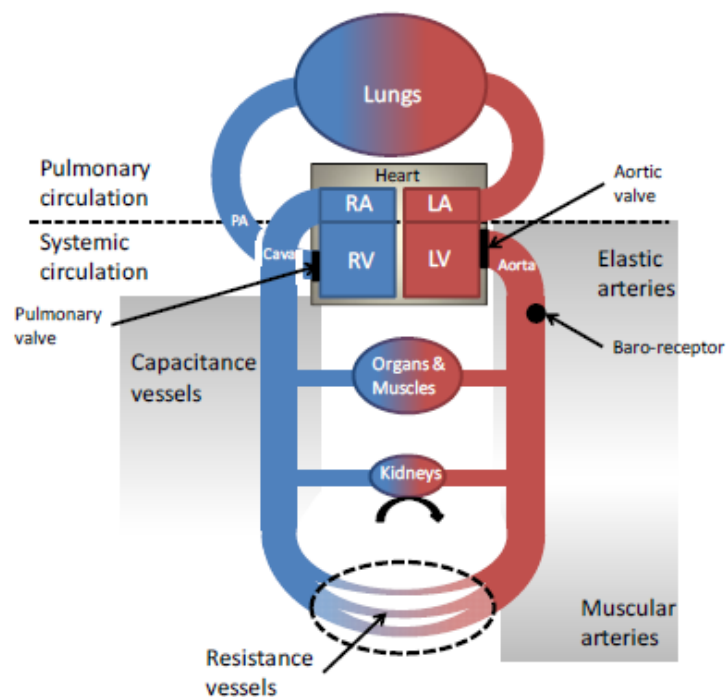 Lungs
Pulmonary
circulation
Heart
Aortic
valve
RA
LA
PA
Systemic
circulation
Cava
RV
LV
Aorta
Elastic
arteries
Pulmonary
valve
Baro-receptor
Capacitance
vessels
Organs &
Muscles
Kidneys
Muscular
arteries
Resistance
vessels